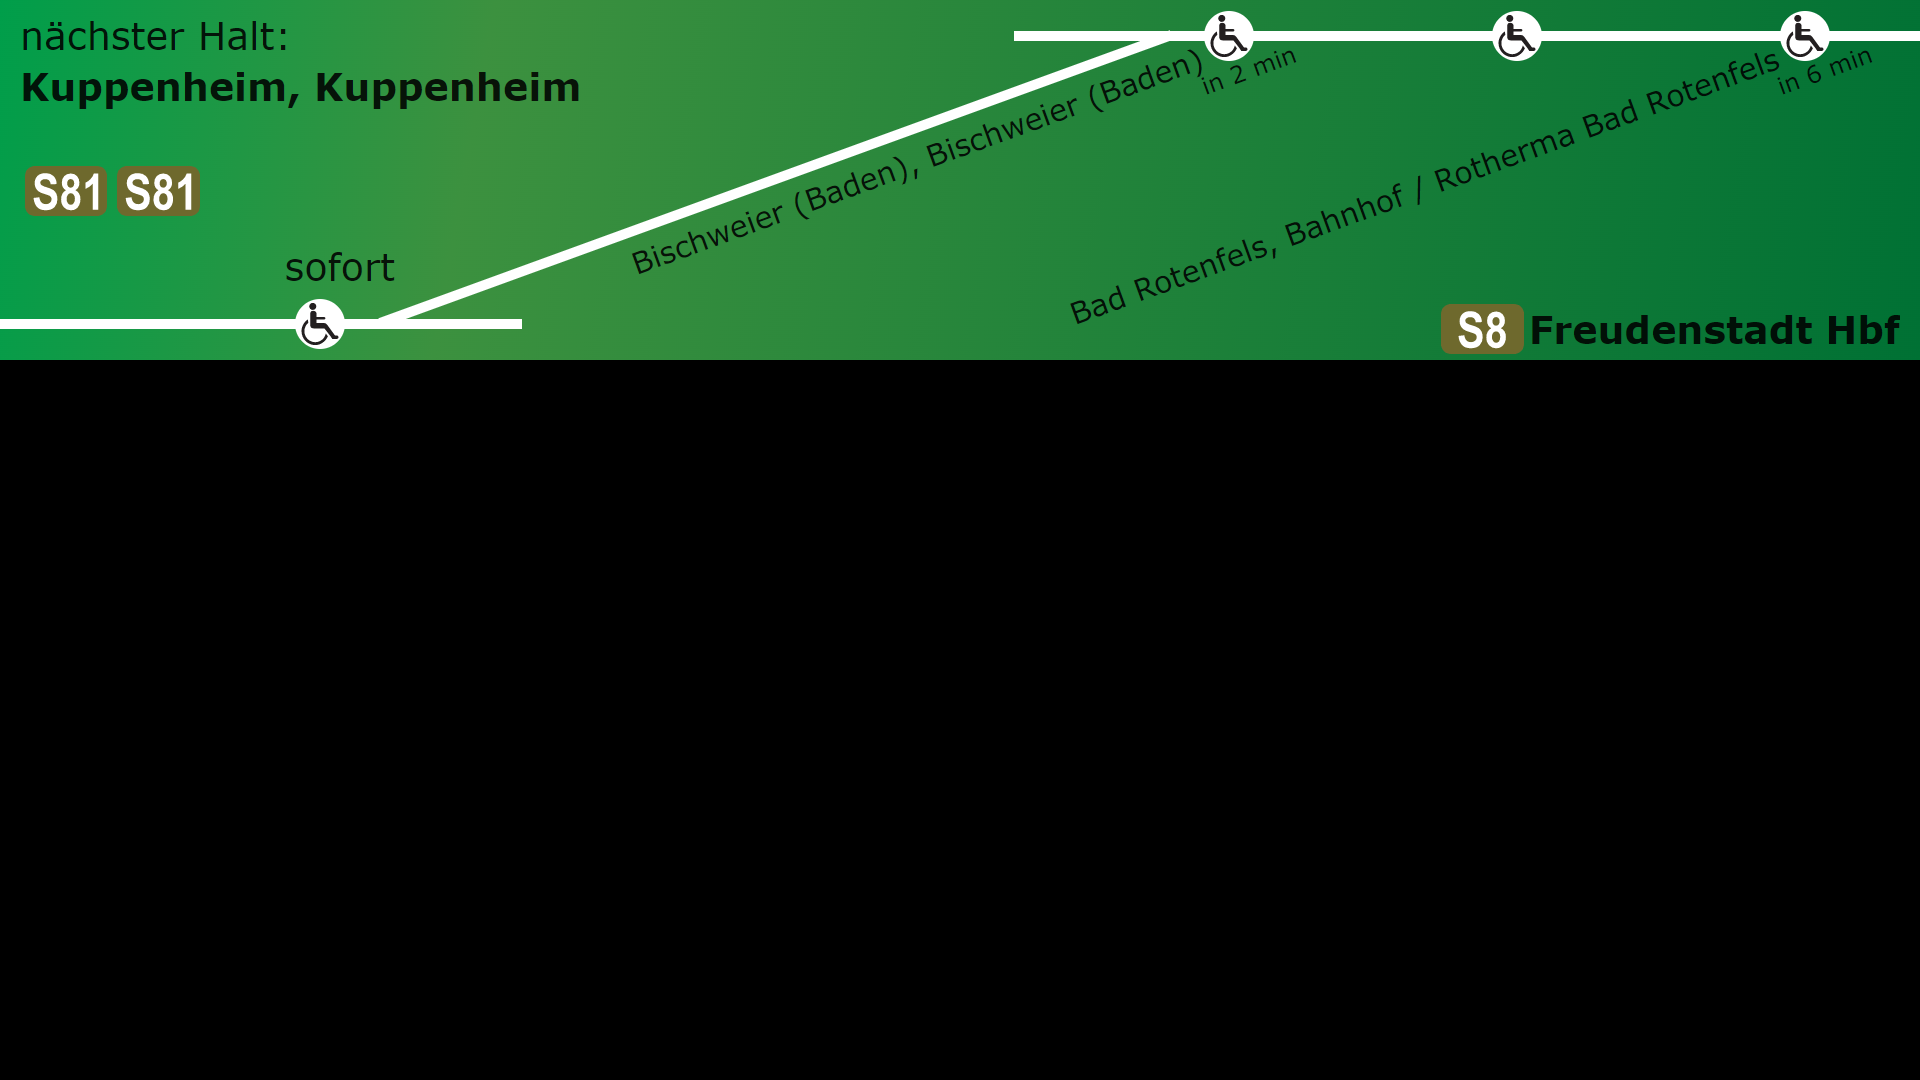 nächster Halt:
Kuppenheim, Kuppenheim
S81 S81
sofort
Bischweier (Baden), Bischweier (Baden)
in 2 min
Bad Rotenfels, Bahnhof / Rotherma Bad Rotenfels
in 6 min
S8 Freudenstadt Hbf